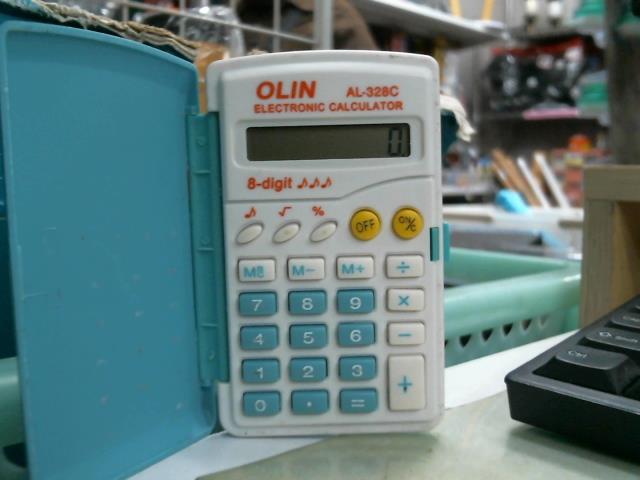 OLIN AL-328C
ELECTRONIC CALCULATOR
0.
8-digit ♪♪♪
♪ √ %
OFF ON/C
M− M+ ÷
7 8 9 ×
4 5 6 −
1 2 3 +
0 · =